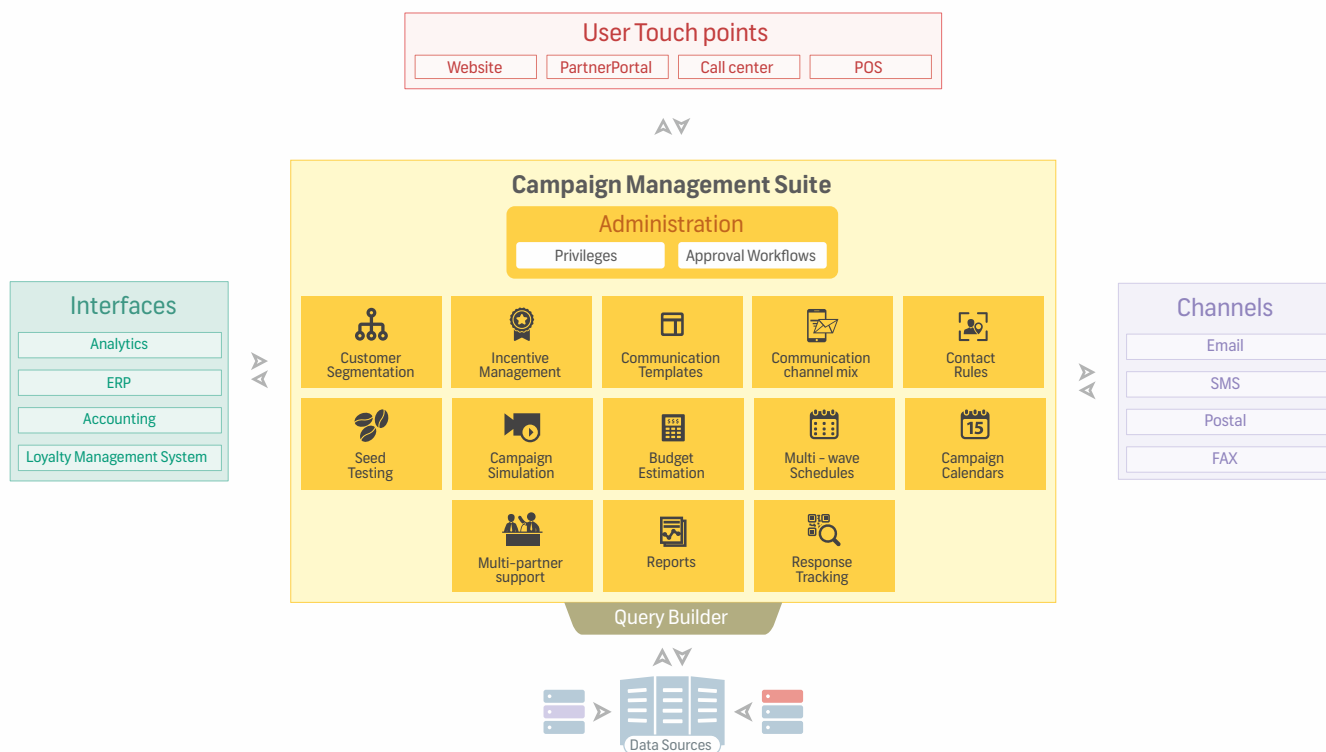 User Touch points
Website
PartnerPortal
Call center
POS
Campaign Management Suite
Administration
Privileges
Approval Workflows
Interfaces
Analytics
ERP
Accounting
Loyalty Management System
Customer
Segmentation
Incentive
Management
Communication
Templates
Communication
channel mix
Contact
Rules
Seed
Testing
Campaign
Simulation
$$$
Budget
Estimation
Multi - wave
Schedules
15
Campaign
Calendars
Multi-partner
support
Reports
Response
Tracking
Channels
Email
SMS
Postal
FAX
Query Builder
Data Sources